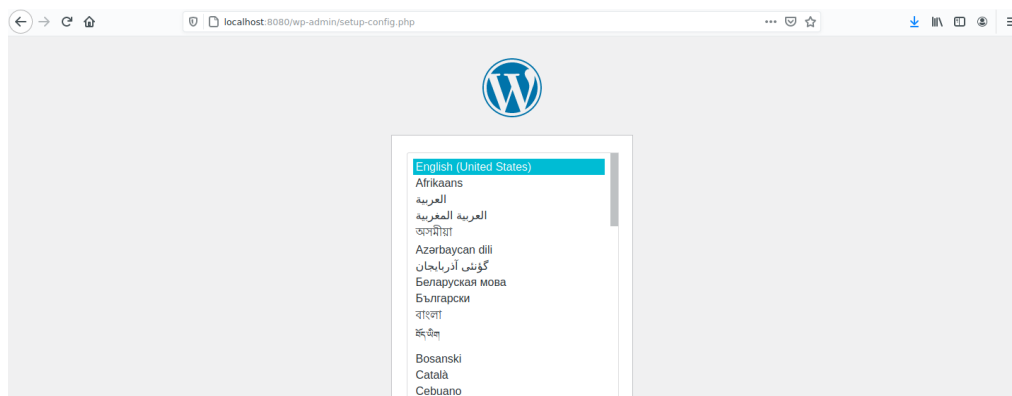 localhost:8080/wp-admin/setup-config.php
English (United States)
Afrikaans
العربية
العربية المغربية
অসমীয়া
Azərbaycan dili
گؤنئی آذربایجان
Беларуская мова
Български
বাংলা
བོད་ཡིག
Bosanski
Català
Cebuano